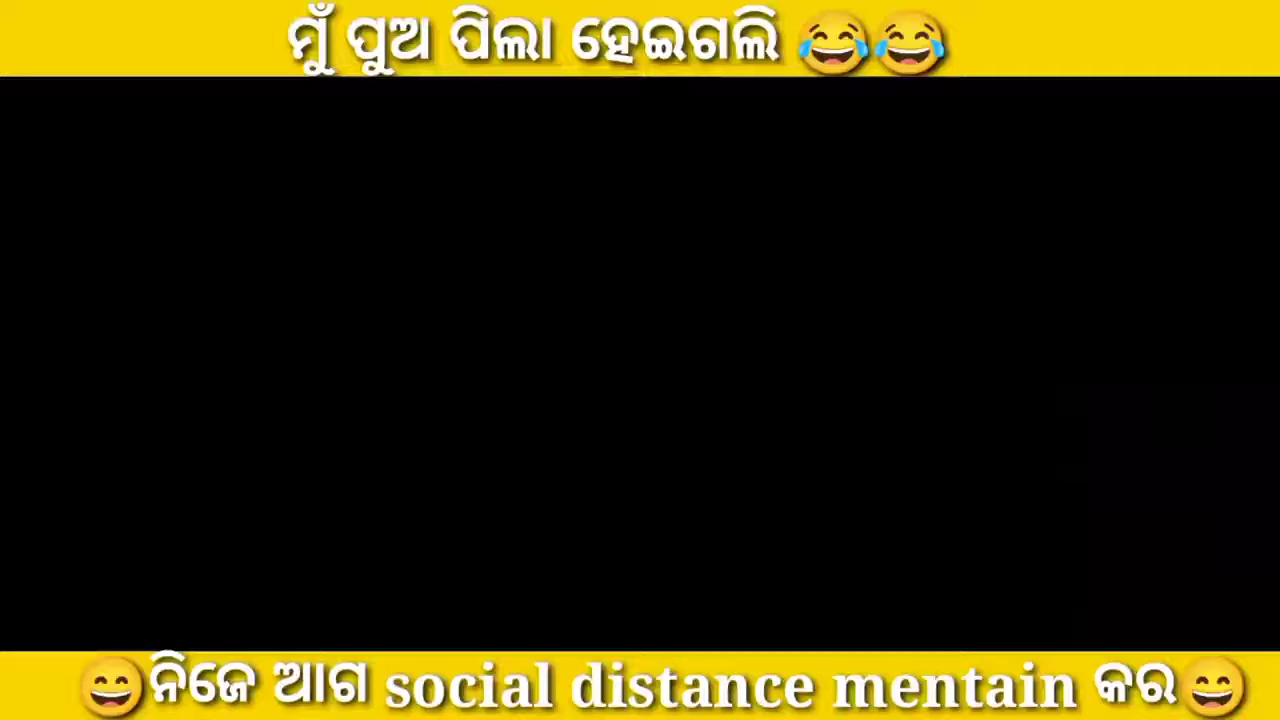 ମୁଁ ପୁଅ ପିଲା ହେଇଗଲି 😂😂
😄ନିଜେ ଆଗ social distance mentain କର😄